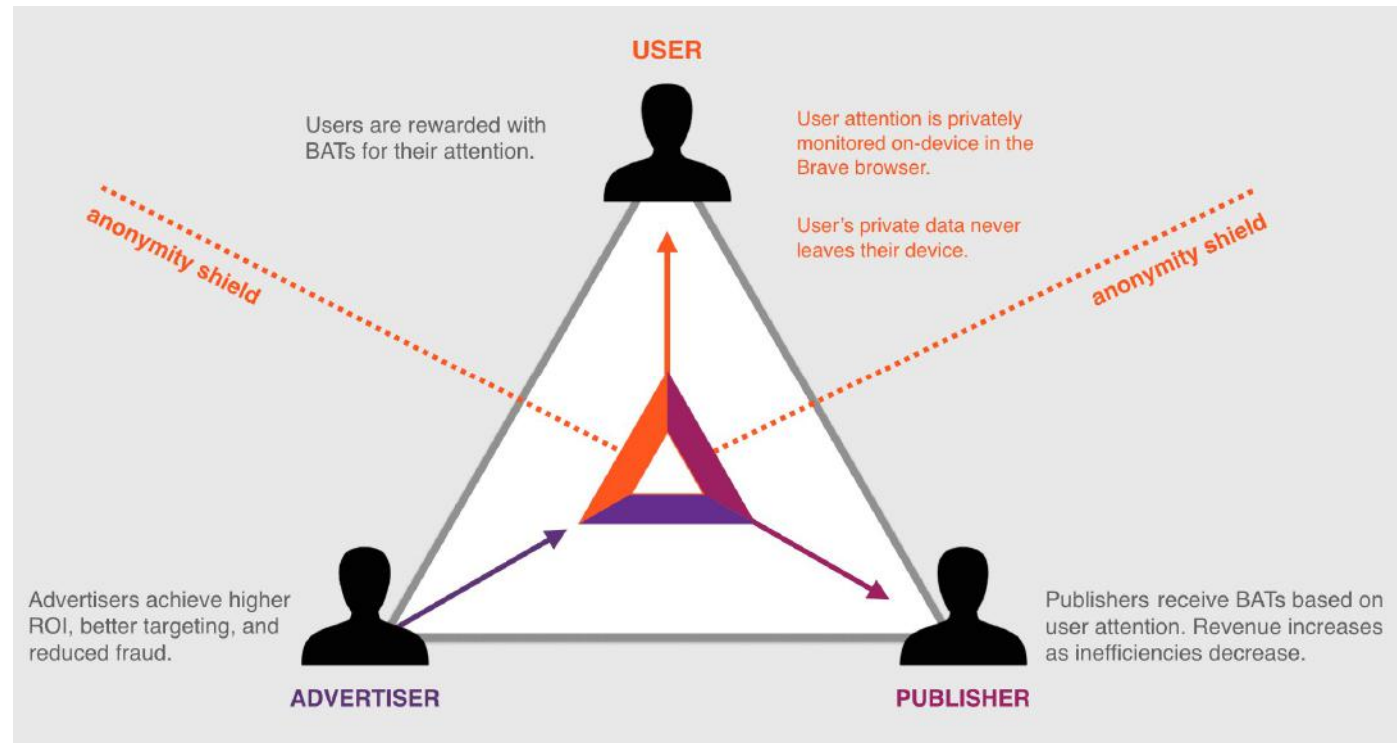 USER
Users are rewarded with
BATs for their attention.
User attention is privately
monitored on-device in the
Brave browser.
User’s private data never
leaves their device.
anonymity shield
anonymity shield
Advertisers achieve higher
ROI, better targeting, and
reduced fraud.
ADVERTISER
Publishers receive BATs based on
user attention. Revenue increases
as inefficiencies decrease.
PUBLISHER